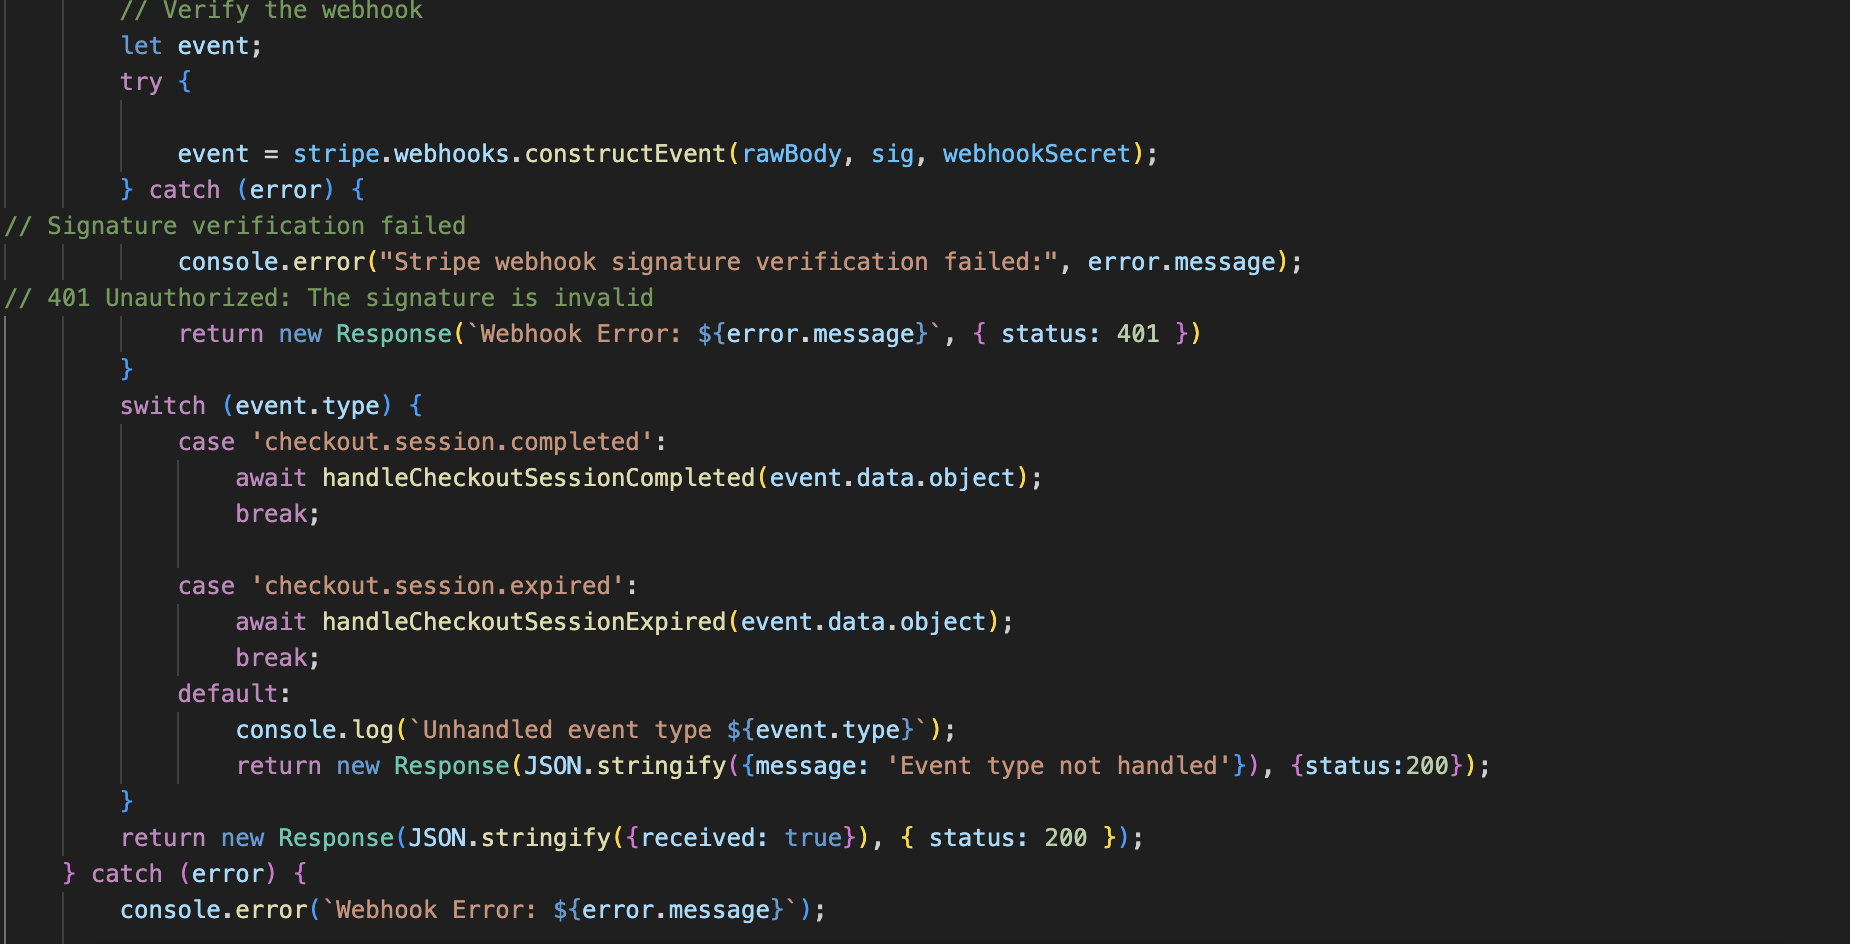 // Verify the webhook
let event;
try {
event = stripe.webhooks.constructEvent(rawBody, sig, webhookSecret);
} catch (error) {
// Signature verification failed
console.error("Stripe webhook signature verification failed:", error.message);
// 401 Unauthorized: The signature is invalid
return new Response(`Webhook Error: ${error.message}`, { status: 401 })
}
switch (event.type) {
case 'checkout.session.completed':
await handleCheckoutSessionCompleted(event.data.object);
break;
case 'checkout.session.expired':
await handleCheckoutSessionExpired(event.data.object);
break;
default:
console.log(`Unhandled event type ${event.type}`);
return new Response(JSON.stringify({message: 'Event type not handled'}), {status:200});
}
return new Response(JSON.stringify({received: true}), { status: 200 });
} catch (error) {
console.error(`Webhook Error: ${error.message}`);